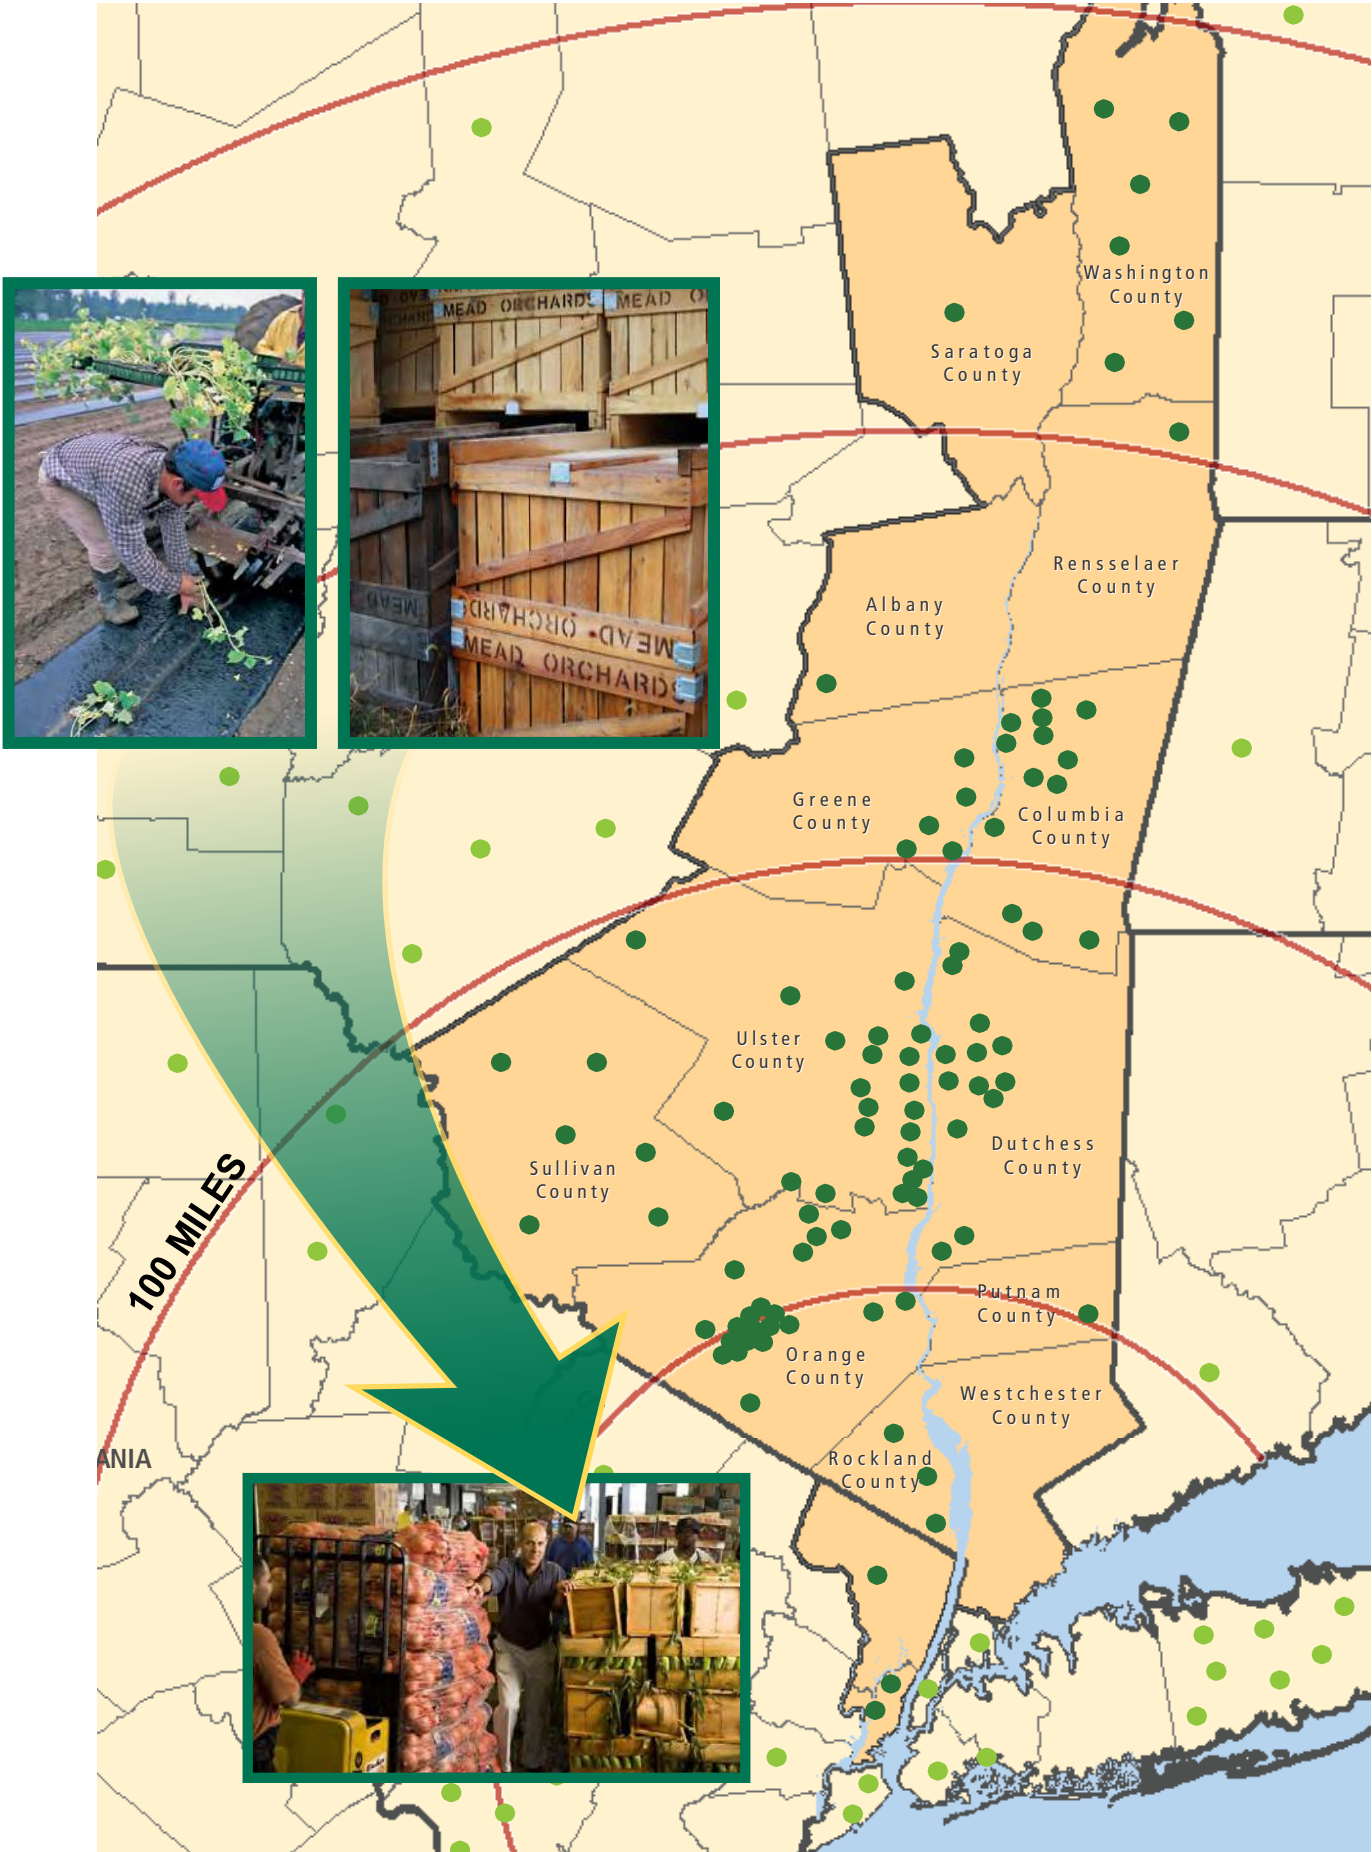 Washington
County
Saratoga
County
MEAD ORCHARDS
MEAD
Rensselaer
County
Albany
County
MEAD ORCHARDS
MEAD
MEAD ORCHARDS
Greene
County
Columbia
County
Ulster
County
Dutchess
County
Sullivan
County
100 MILES
Putnam
County
Orange
County
Westchester
County
ANIA
Rockland
County